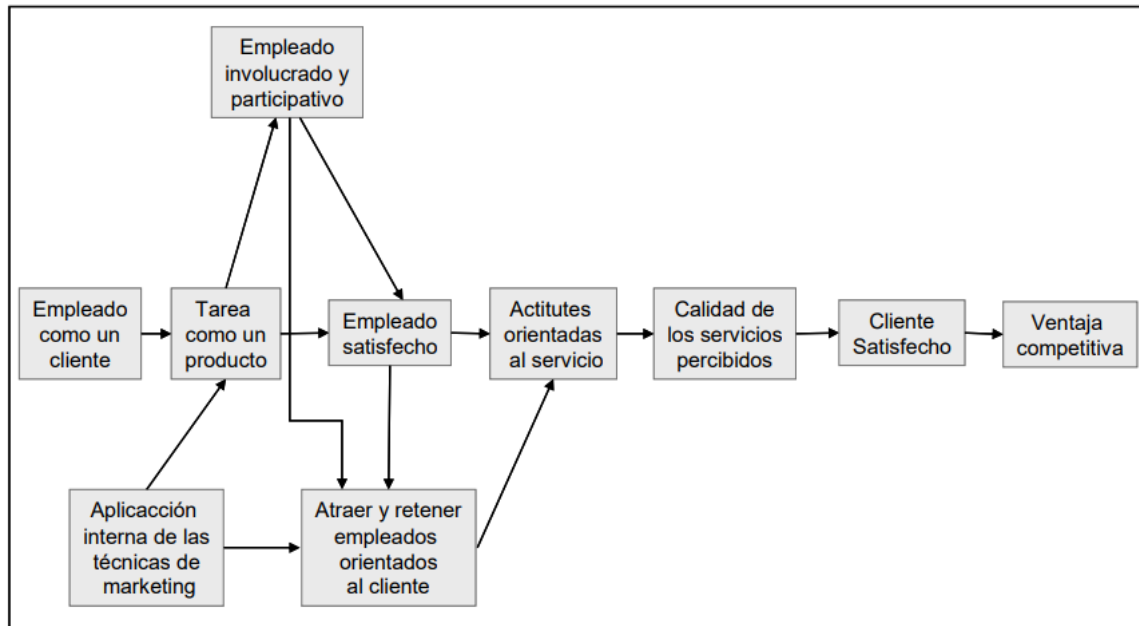 Empleado
involucrado y
participativo
Empleado
como un
cliente
Tarea
como un
producto
Empleado
satisfecho
Actitutes
orientadas
al servicio
Calidad de
los servicios
percibidos
Cliente
Satisfecho
Ventaja
competitiva
Aplicacción
interna de las
técnicas de
marketing
Atraer y retener
empleados
orientados
al cliente